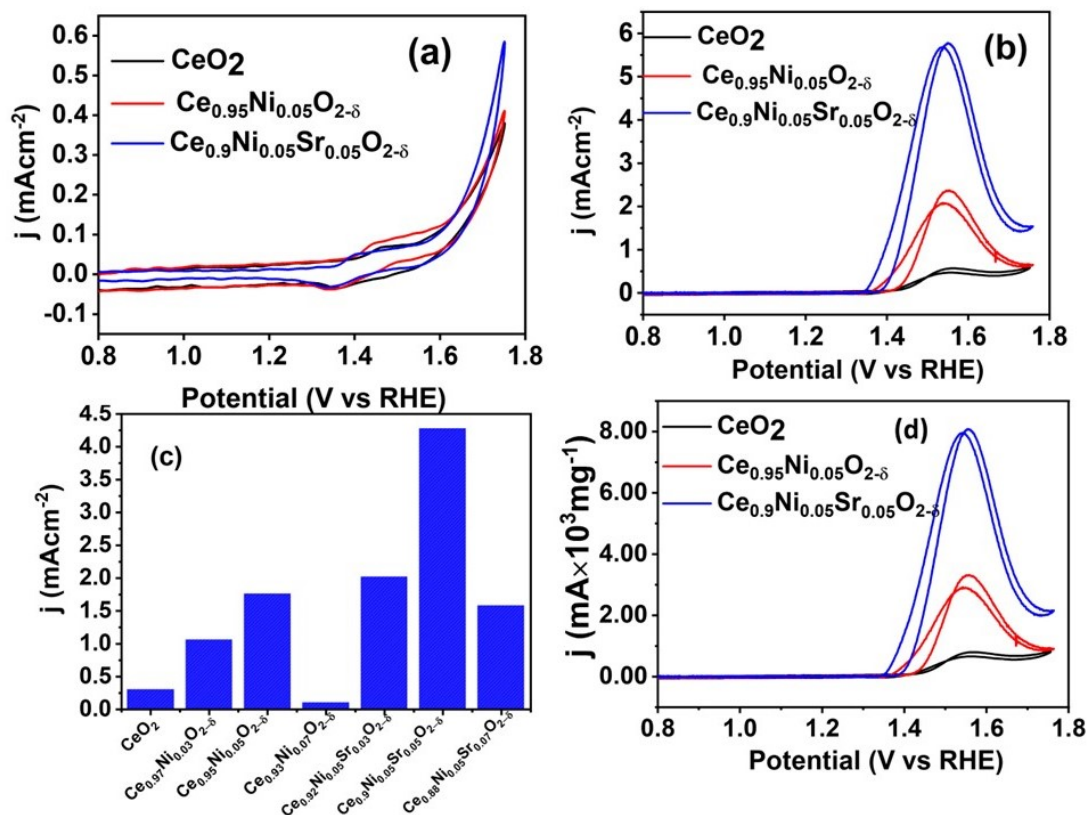 (a)
CeO2
Ce0.95Ni0.05O2-δ
Ce0.9Ni0.05Sr0.05O2-δ
0.6
0.5
0.4
0.3
0.2
0.1
0.0
-0.1
j (mAcm-2)
0.8 1.0 1.2 1.4 1.6 1.8
Potential (V vs RHE)
(b)
CeO2
Ce0.95Ni0.05O2-δ
Ce0.9Ni0.05Sr0.05O2-δ
6
5
4
3
2
1
0
j (mAcm-2)
0.8 1.0 1.2 1.4 1.6 1.8
Potential (V vs RHE)
(c)
4.5
4.0
3.5
3.0
2.5
2.0
1.5
1.0
0.5
0.0
j (mAcm-2)
CeO2
Ce0.97Ni0.03O2-δ
Ce0.95Ni0.05O2-δ
Ce0.93Ni0.07O2-δ
Ce0.92Ni0.05Sr0.03O2-δ
Ce0.9Ni0.05Sr0.05O2-δ
Ce0.88Ni0.05Sr0.07O2-δ
(d)
CeO2
Ce0.95Ni0.05O2-δ
Ce0.9Ni0.05Sr0.05O2-δ
8.00
6.00
4.00
2.00
0.00
j (mA×103mg-1)
0.8 1.0 1.2 1.4 1.6 1.8
Potential (V vs RHE)